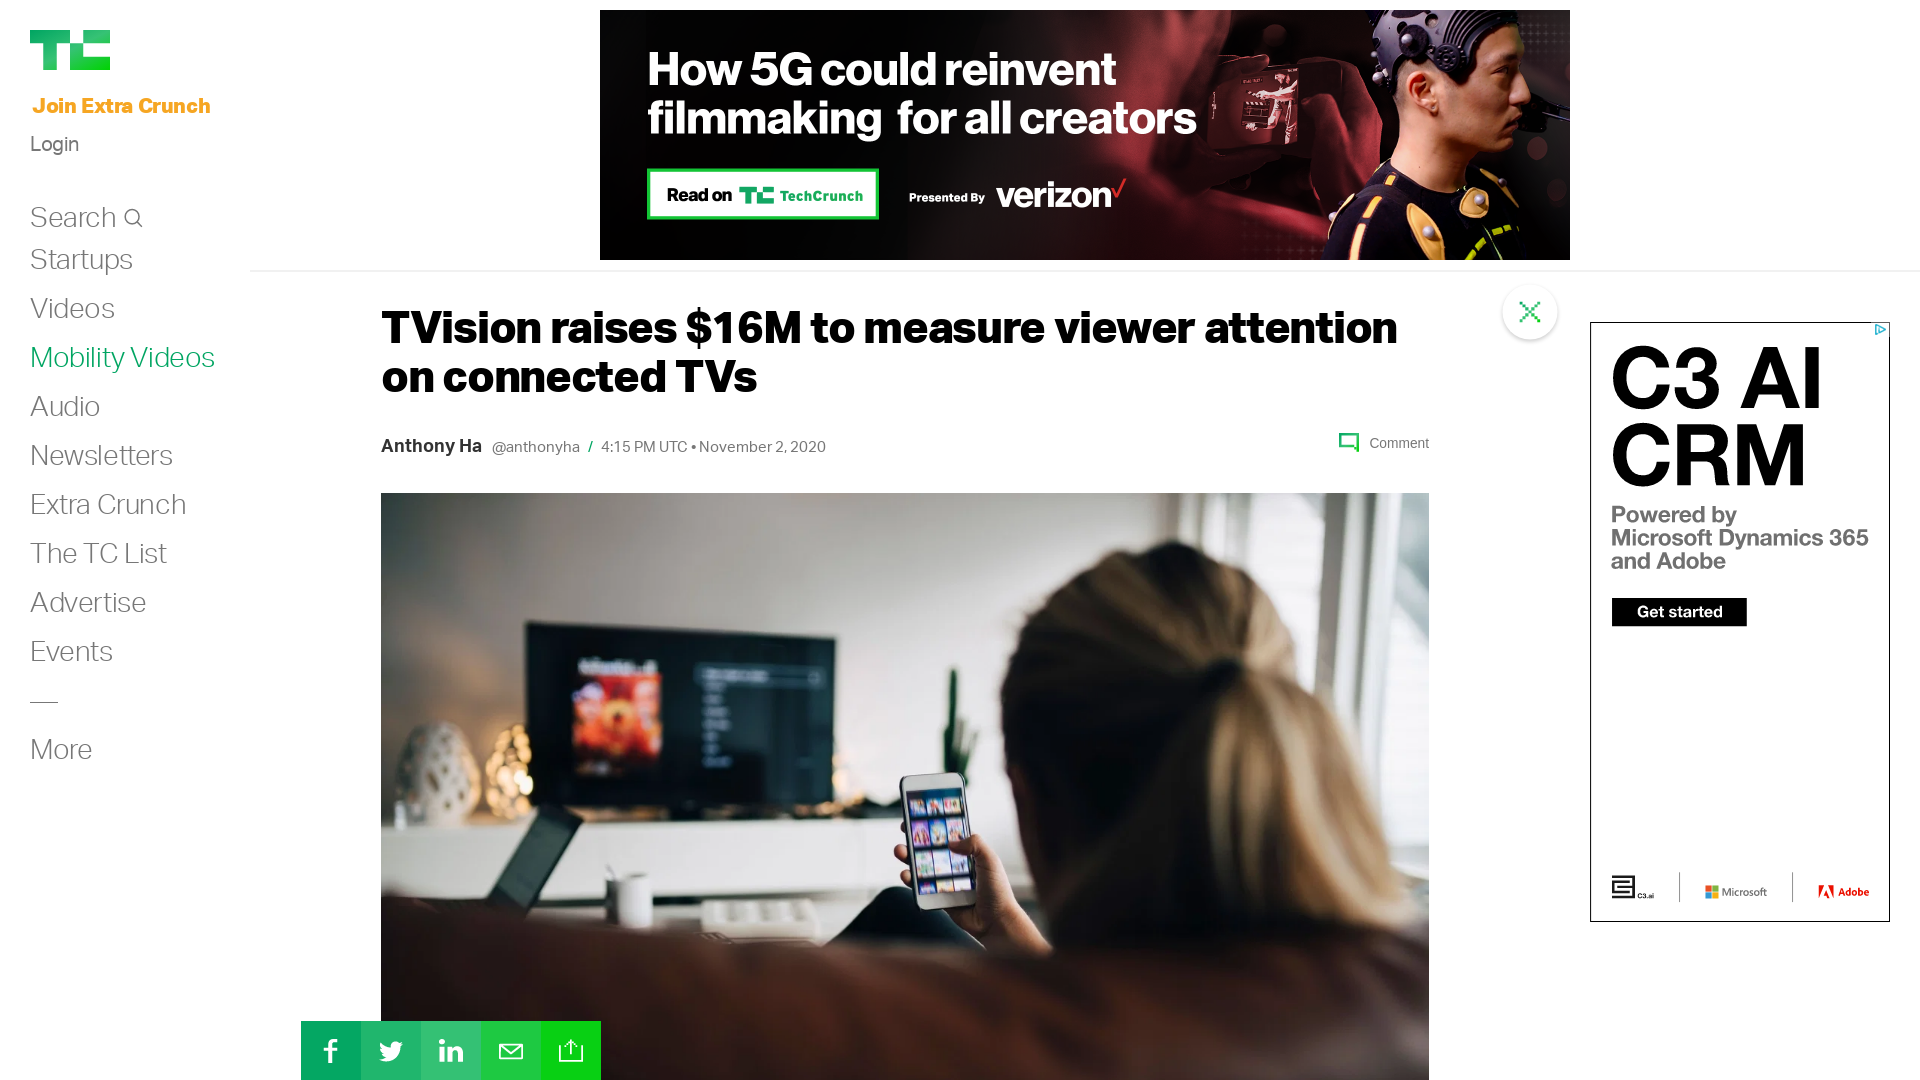 TC
Join Extra Crunch
Login
Search
Startups
Videos
Mobility Videos
Audio
Newsletters
Extra Crunch
The TC List
Advertise
Events
More
How 5G could reinvent
filmmaking for all creators
Read on TC TechCrunch
Presented By verizon
TVision raises $16M to measure viewer attention
on connected TVs
Anthony Ha @anthonyha / 4:15 PM UTC • November 2, 2020
Comment
C3 AI
CRM
Powered by
Microsoft Dynamics 365
and Adobe
Get started
C3.ai Microsoft Adobe